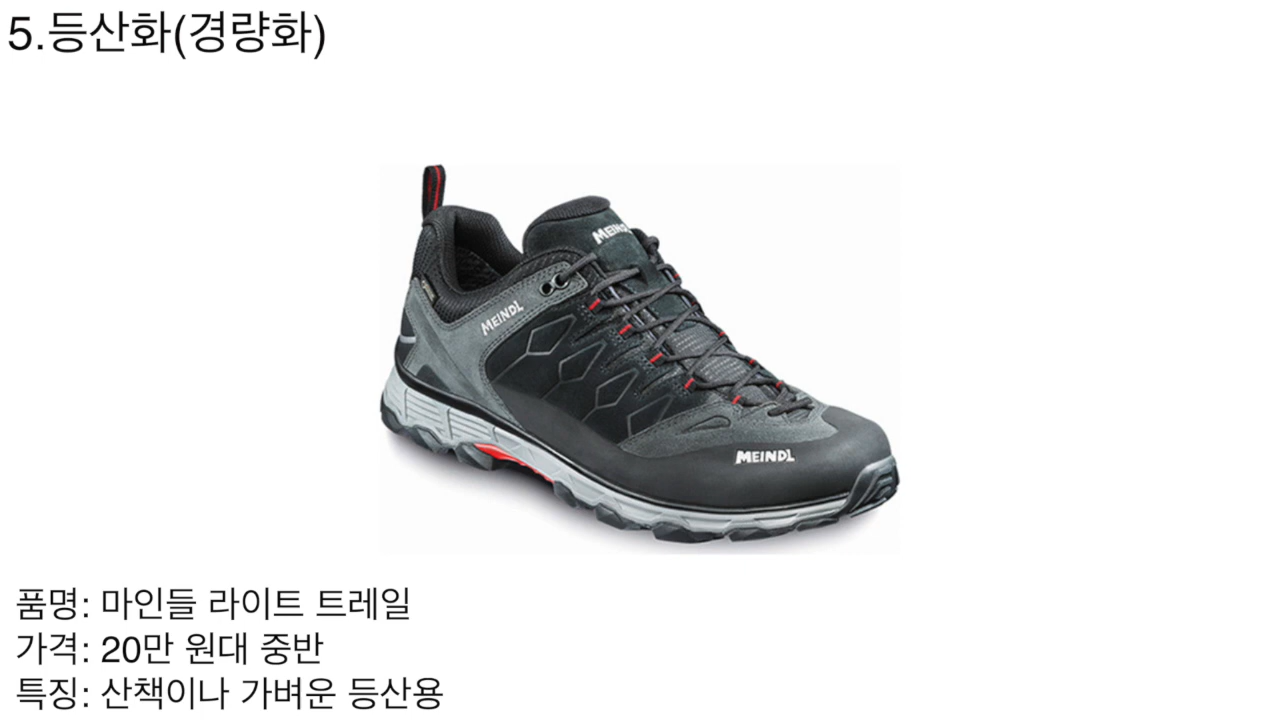 5.등산화(경량화)
MEINDL
MEINDL
품명: 마인들 라이트 트레일
가격: 20만 원대 중반
특징: 산책이나 가벼운 등산용